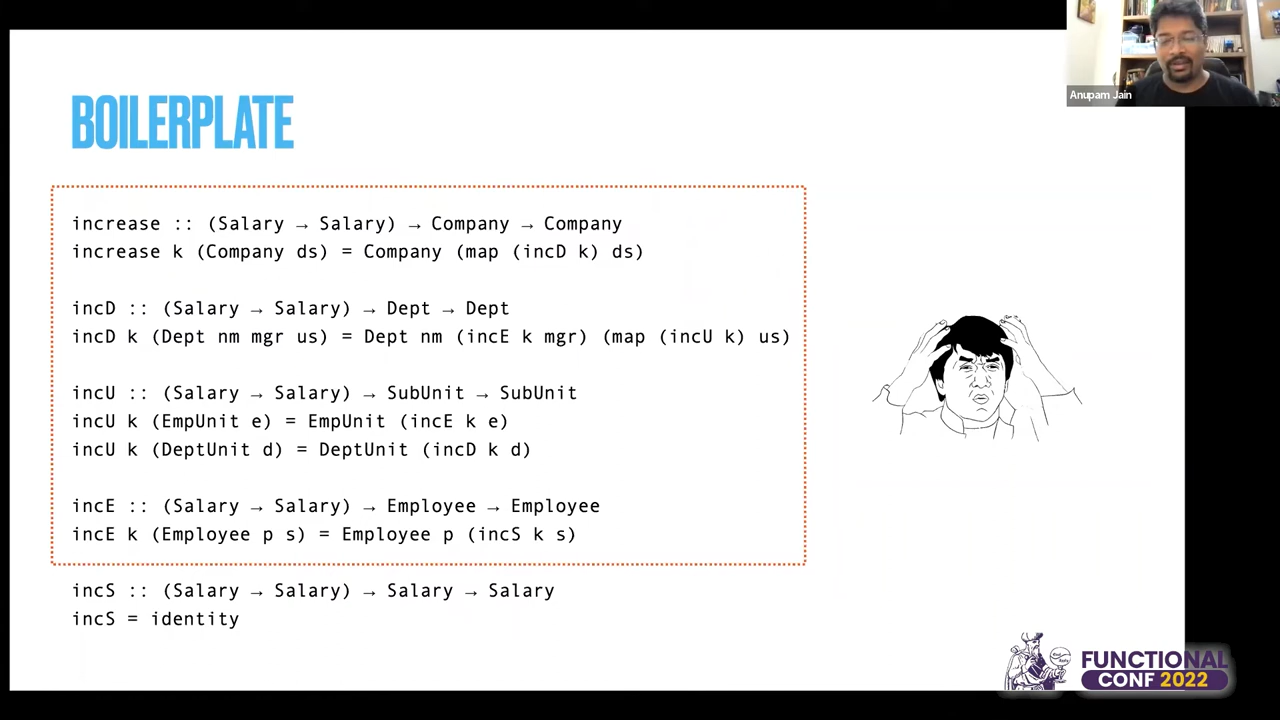 Anupam Jain
BOILERPLATE
increase :: (Salary → Salary) → Company → Company
increase k (Company ds) = Company (map (incD k) ds)
incD :: (Salary → Salary) → Dept → Dept
incD k (Dept nm mgr us) = Dept nm (incE k mgr) (map (incU k) us)
incU :: (Salary → Salary) → SubUnit → SubUnit
incU k (EmpUnit e) = EmpUnit (incE k e)
incU k (DeptUnit d) = DeptUnit (incD k d)
incE :: (Salary → Salary) → Employee → Employee
incE k (Employee p s) = Employee p (incS k s)
incS :: (Salary → Salary) → Salary → Salary
incS = identity
FUNCTIONAL
CONF 2022